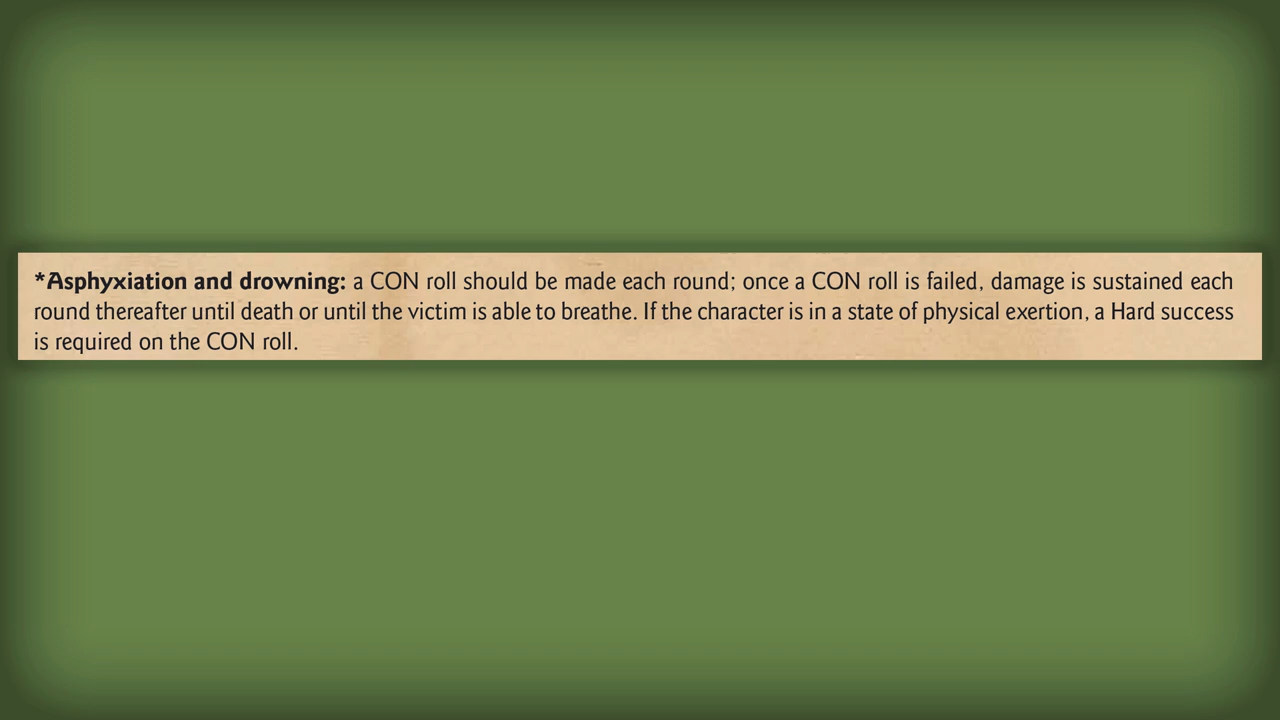 *Asphyxiation and drowning: a CON roll should be made each round; once a CON roll is failed, damage is sustained each
round thereafter until death or until the victim is able to breathe. If the character is in a state of physical exertion, a Hard success
is required on the CON roll.